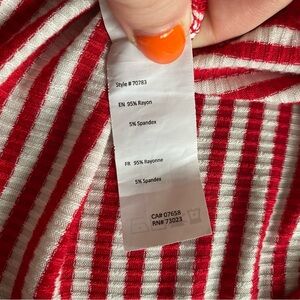 Style # 70783
EN 95% Rayon
5% Spandex
FR 95% Rayonne
5% Spandex
CA# 07658
RN# 73023